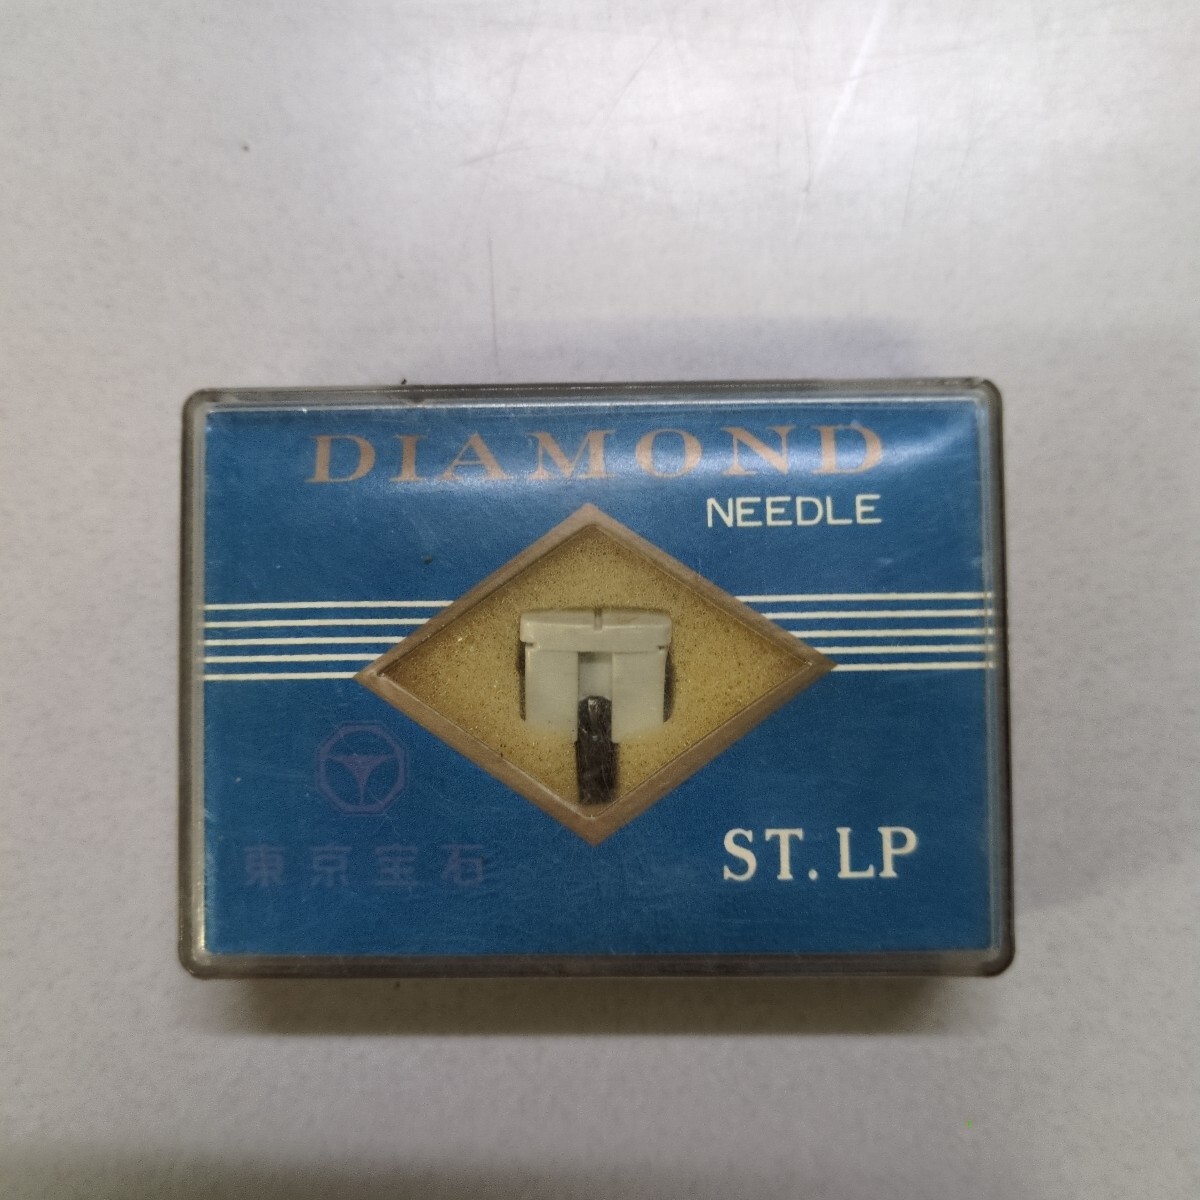 DIAMOND
NEEDLE
東京宝石
ST. LP